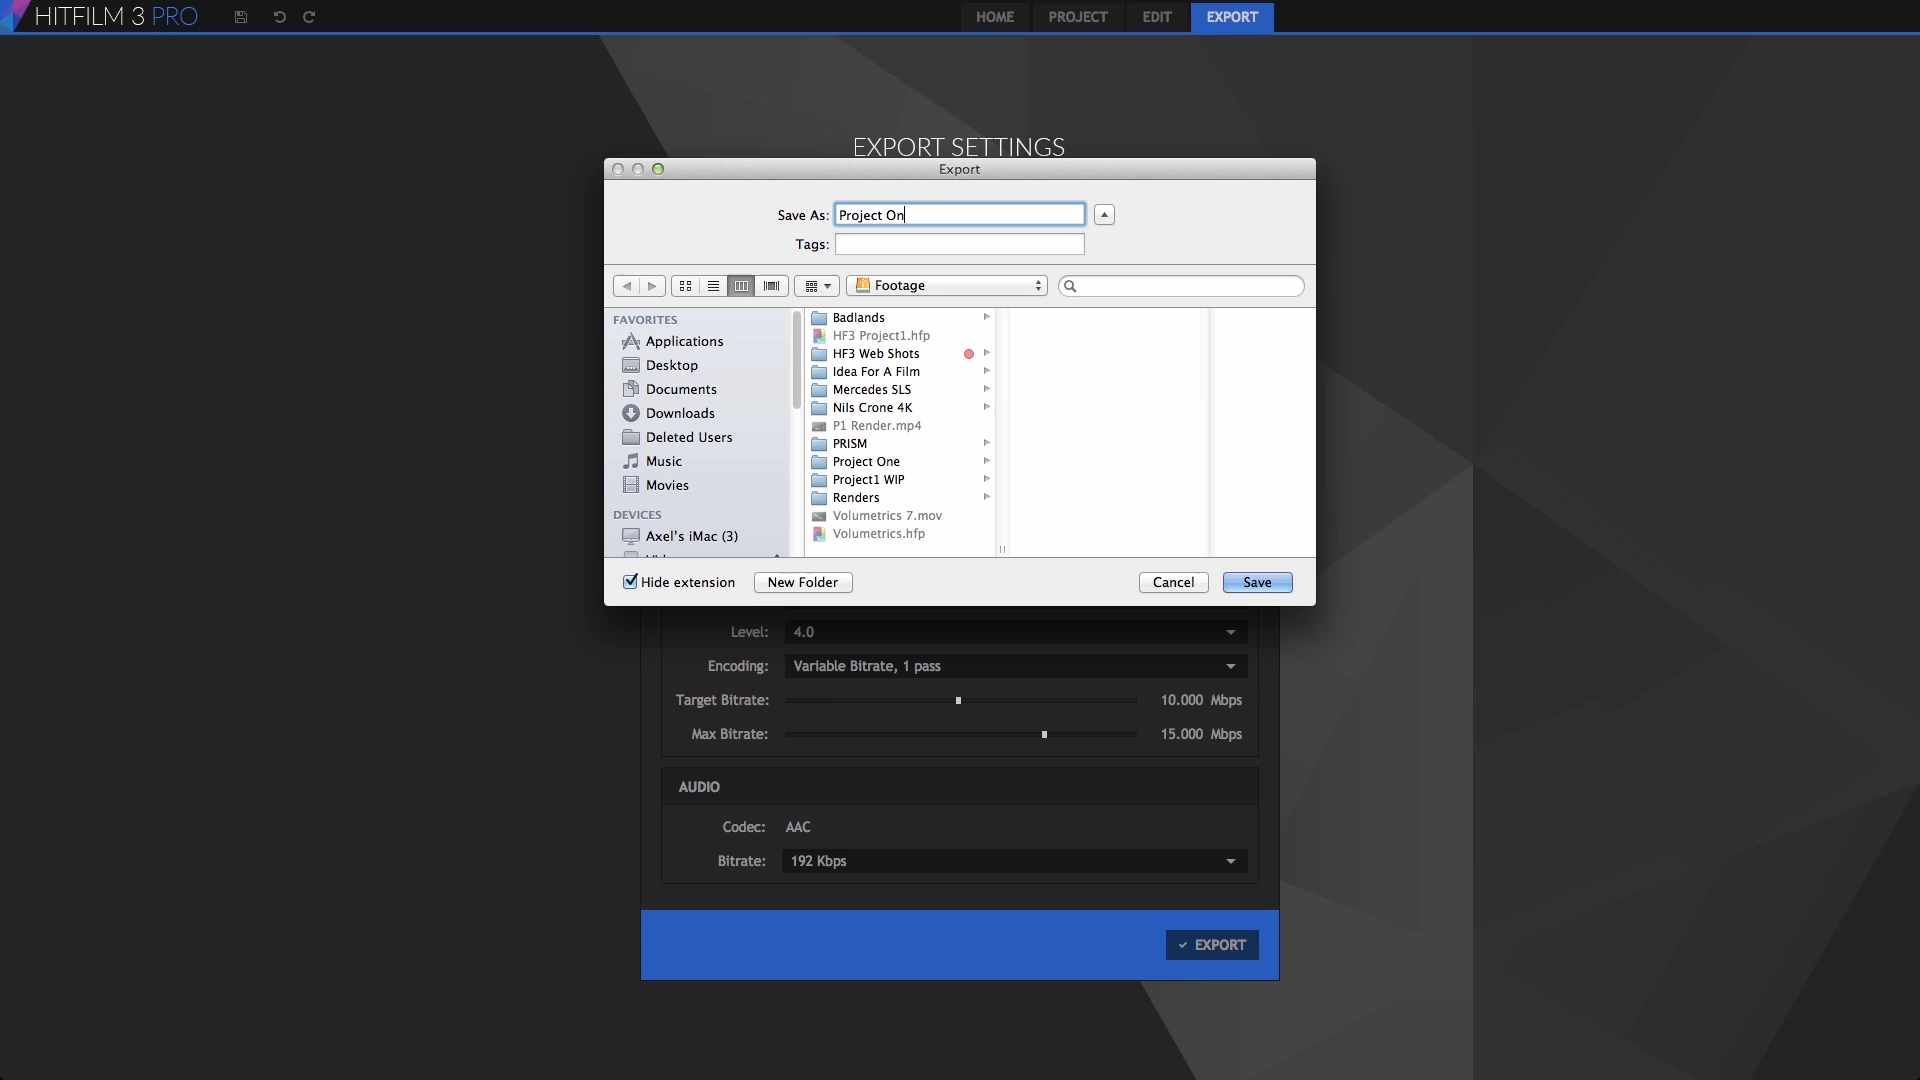 HITFILM 3 PRO
HOME
PROJECT
EDIT
EXPORT
EXPORT SETTINGS
Export
Save As: Project On
Tags:
Footage
FAVORITES
Applications
Desktop
Documents
Downloads
Deleted Users
Music
Movies
DEVICES
Axel's iMac (3)
Badlands
HF3 Project1.hfp
HF3 Web Shots
Idea For A Film
Mercedes SLS
Nils Crone 4K
P1 Render.mp4
PRISM
Project One
Project1 WIP
Renders
Volumetrics 7.mov
Volumetrics.hfp
Hide extension
New Folder
Cancel
Save
Level: 4.0
Encoding: Variable Bitrate, 1 pass
Target Bitrate: 10.000 Mbps
Max Bitrate: 15.000 Mbps
AUDIO
Codec: AAC
Bitrate: 192 Kbps
EXPORT